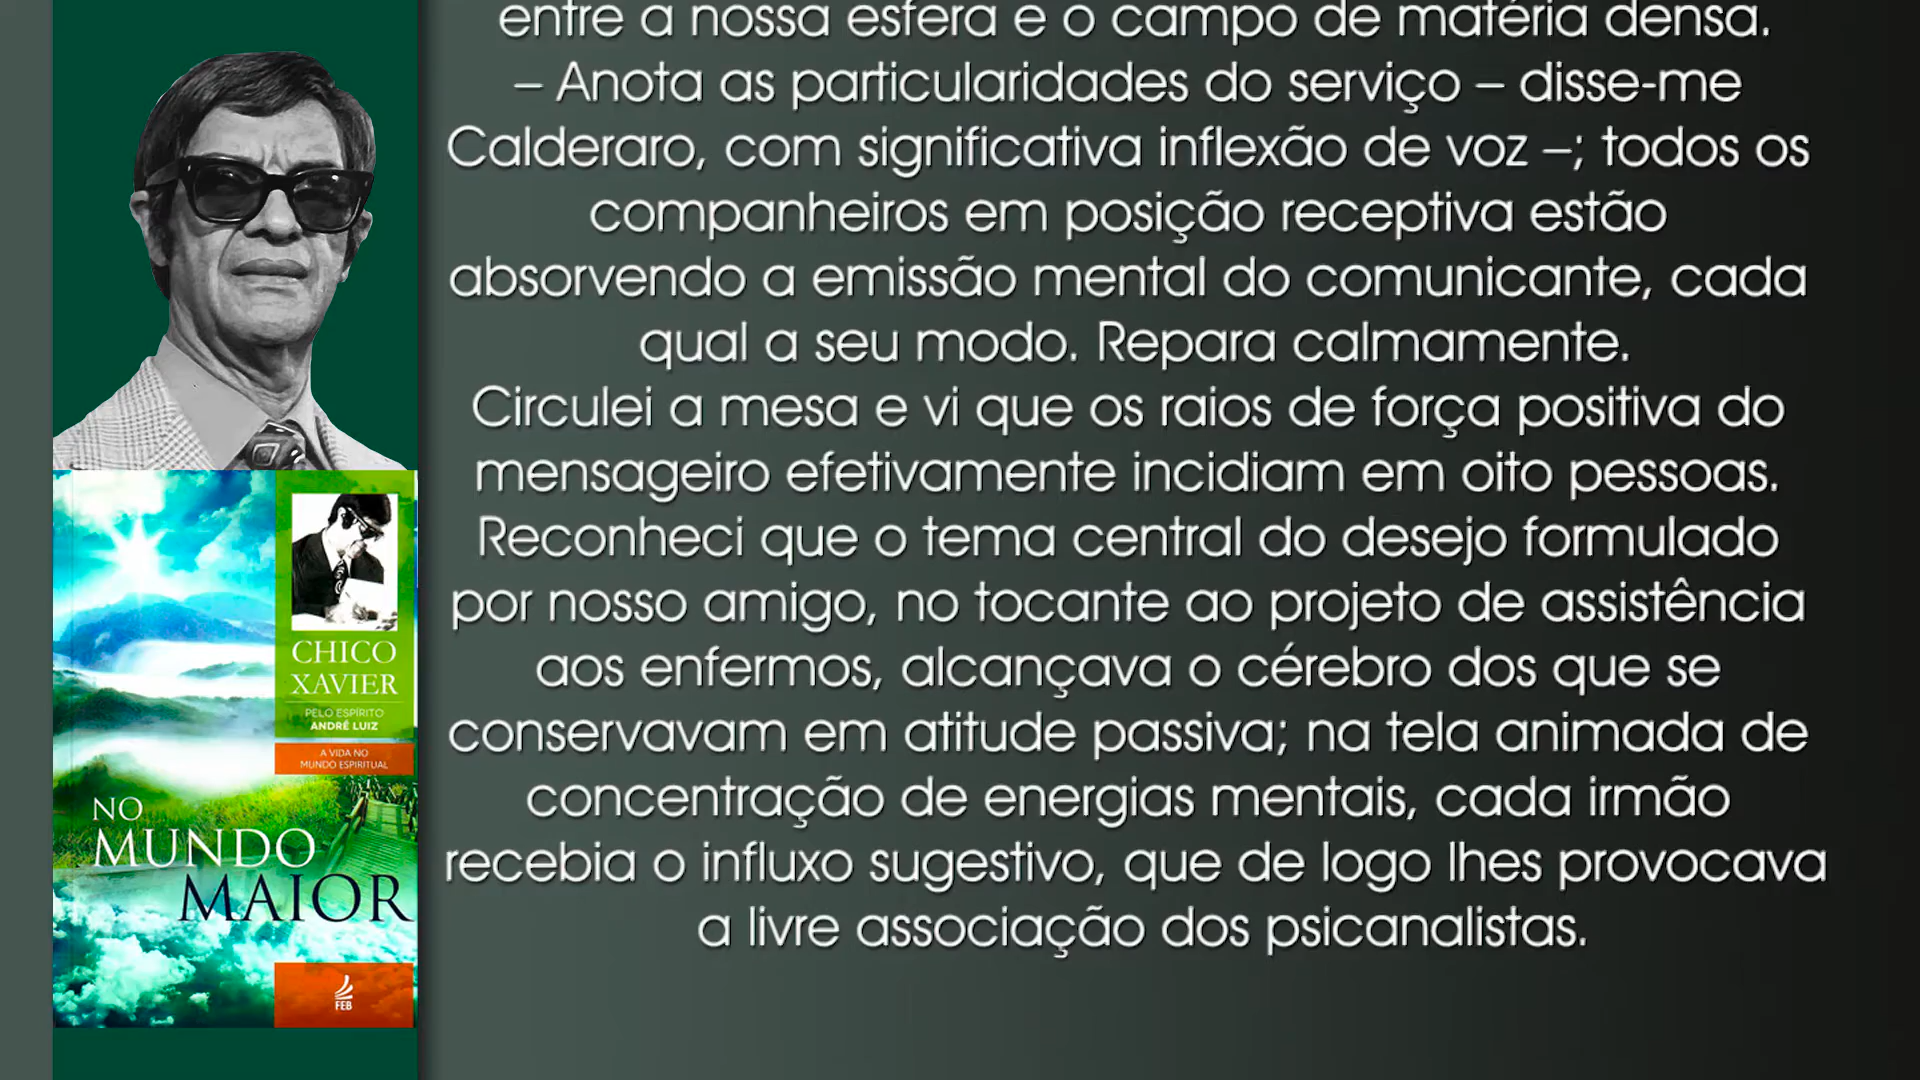 entre a nossa esfera e o campo de matéria densa.
– Anota as particularidades do serviço – disse-me
Calderaro, com significativa inflexão de voz –; todos os
companheiros em posição receptiva estão
absorvendo a emissão mental do comunicante, cada
qual a seu modo. Repara calmamente.
Circulei a mesa e vi que os raios de força positiva do
mensageiro efetivamente incidiam em oito pessoas.
Reconheci que o tema central do desejo formulado
por nosso amigo, no tocante ao projeto de assistência
aos enfermos, alcançava o cérebro dos que se
conservavam em atitude passiva; na tela animada de
concentração de energias mentais, cada irmão
recebia o influxo sugestivo, que de logo lhes provocava
a livre associação dos psicanalistas.
CHICO
XAVIER
PELO ESPÍRITO
ANDRÉ LUIZ
A VIDA NO
MUNDO ESPIRITUAL
NO
MUNDO
MAIOR
FEB